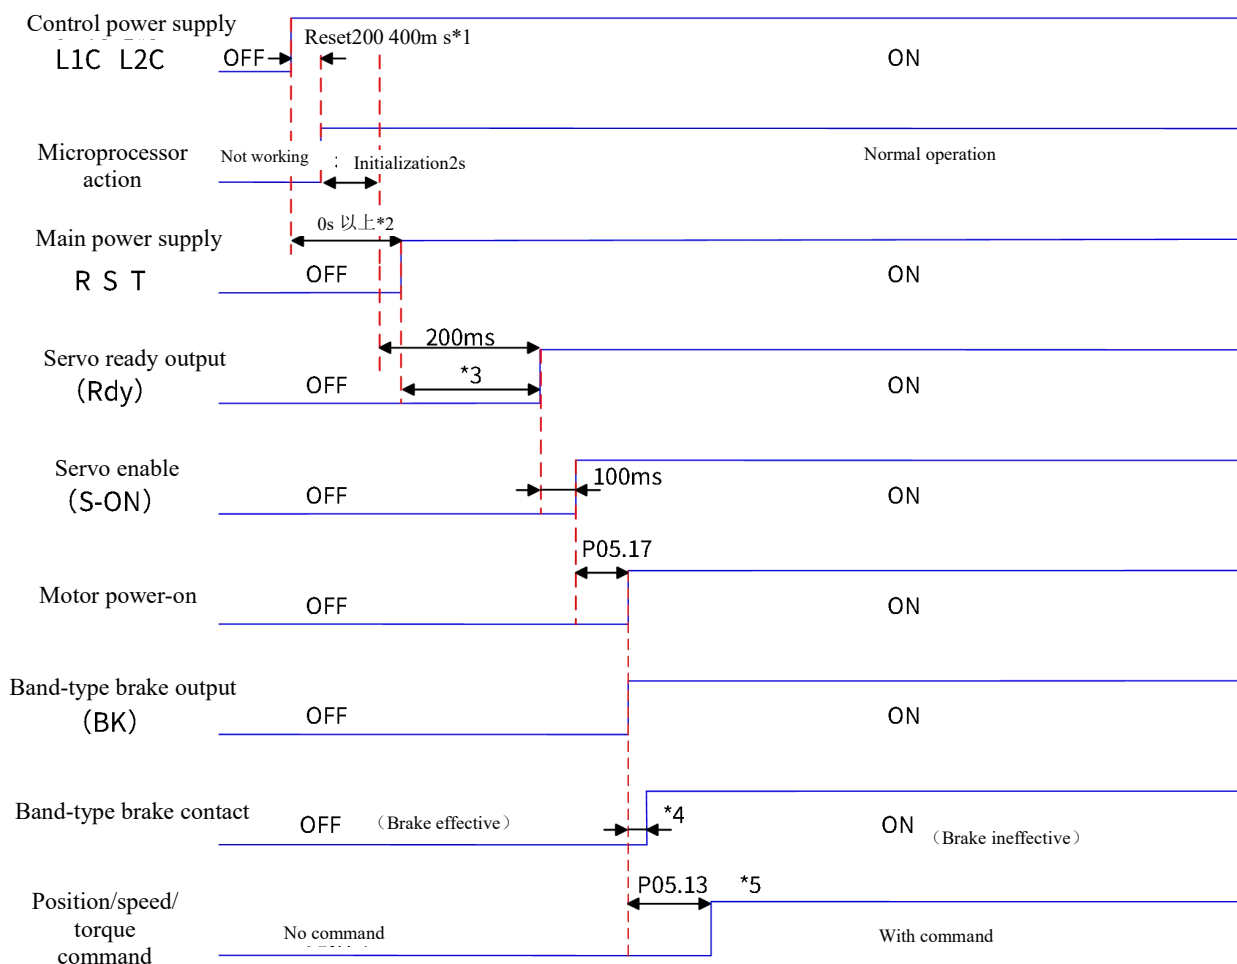 Control power supply
Reset200 400m s*1
L1C L2C
OFF
ON
Microprocessor
action
Not working
:
Initialization2s
Normal operation
0s 以上*2
Main power supply
R S T
OFF
ON
200ms
Servo ready output
(Rdy)
*3
OFF
ON
Servo enable
(S-ON)
100ms
OFF
ON
P05.17
Motor power-on
OFF
ON
Band-type brake output
(BK)
OFF
ON
Band-type brake contact
OFF
（Brake effective）
*4
ON
（Brake ineffective）
P05.13
*5
Position/speed/
torque
command
No command
With command